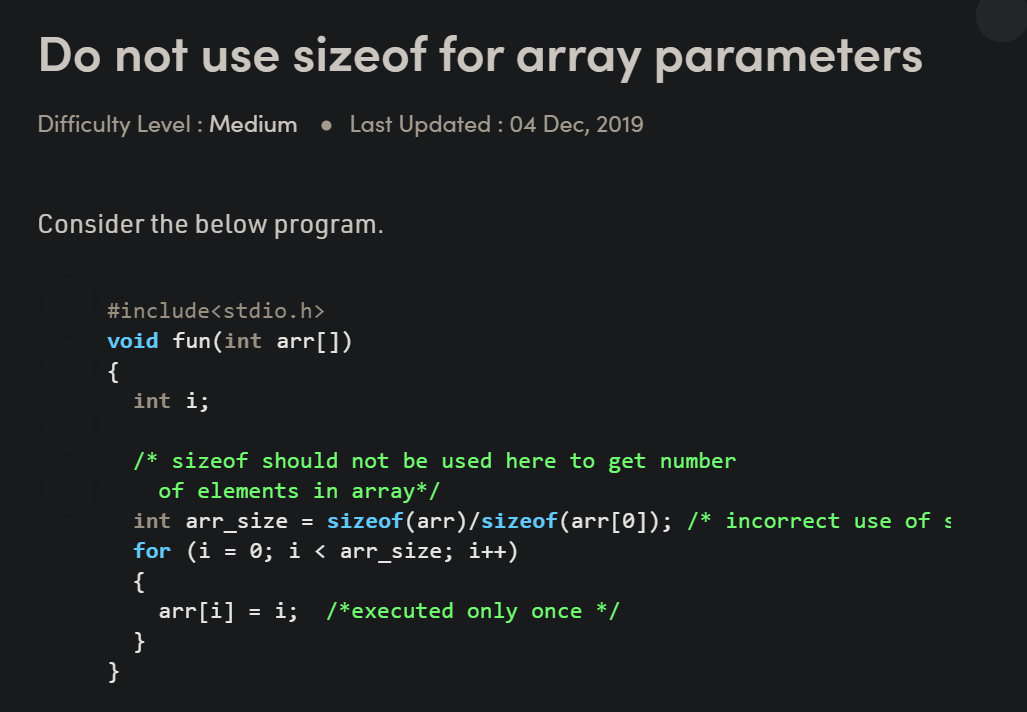 Do not use sizeof for array parameters
Difficulty Level : Medium ● Last Updated : 04 Dec, 2019
Consider the below program.
#include<stdio.h>
void fun(int arr[])
{
  int i;
  /* sizeof should not be used here to get number
    of elements in array*/
  int arr_size = sizeof(arr)/sizeof(arr[0]); /* incorrect use of s
  for (i = 0; i < arr_size; i++)
  {
    arr[i] = i;  /*executed only once */
  }
}